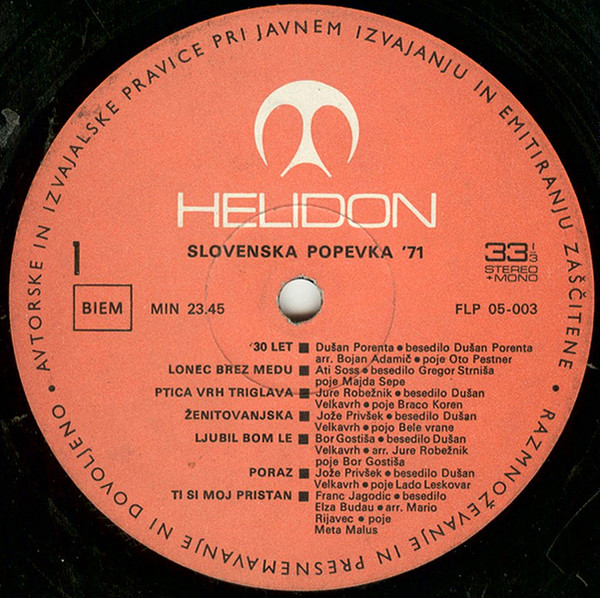 AVTORSKE IN IZVAJALSKE PRAVICE PRI JAVNEM IZVAJANJU IN EMITIRANJU ZAŠČITENE • RAZMNOŽEVANJE IN PRESNEMAVANJE NI DOVOLJENO •
HELIDON
SLOVENSKA POPEVKA '71
1
33 1/3
STEREO
+MONO
BIEM
MIN 23.45
FLP 05-003
'30 LET ■ Dušan Porenta • besedilo Dušan Porenta
arr. Bojan Adamič • poje Oto Pestner
LONEC BREZ MEDU ■ Ati Soss • besedilo Gregor Strniša
poje Majda Sepe
PTICA VRH TRIGLAVA ■ Jure Robežnik • besedilo Dušan
Velkavrh • poje Braco Koren
ŽENITOVANJSKA ■ Jože Privšek • besedilo Dušan
Velkavrh • pojo Bele vrane
LJUBIL BOM LE ■ Bor Gostiša • besedilo Dušan
Velkavrh • arr. Jure Robežnik
poje Bor Gostiša
PORAZ ■ Jože Privšek • besedilo Dušan
Velkavrh • poje Lado Leskovar
TI SI MOJ PRISTAN ■ Franc Jagodic • besedilo
Elza Budau • arr. Mario
Rijavec • poje
Meta Malus